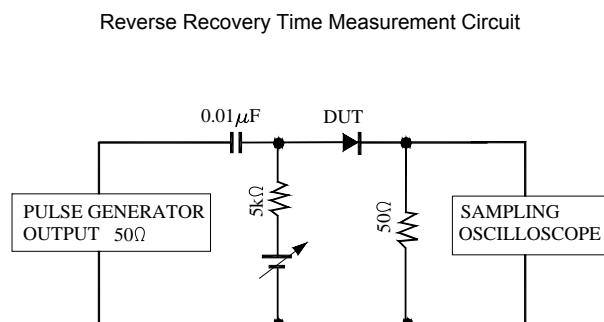 Reverse Recovery Time Measurement Circuit
0.01μF
DUT
PULSE GENERATOR
OUTPUT 50Ω
5kΩ
50Ω
SAMPLING
OSCILLOSCOPE